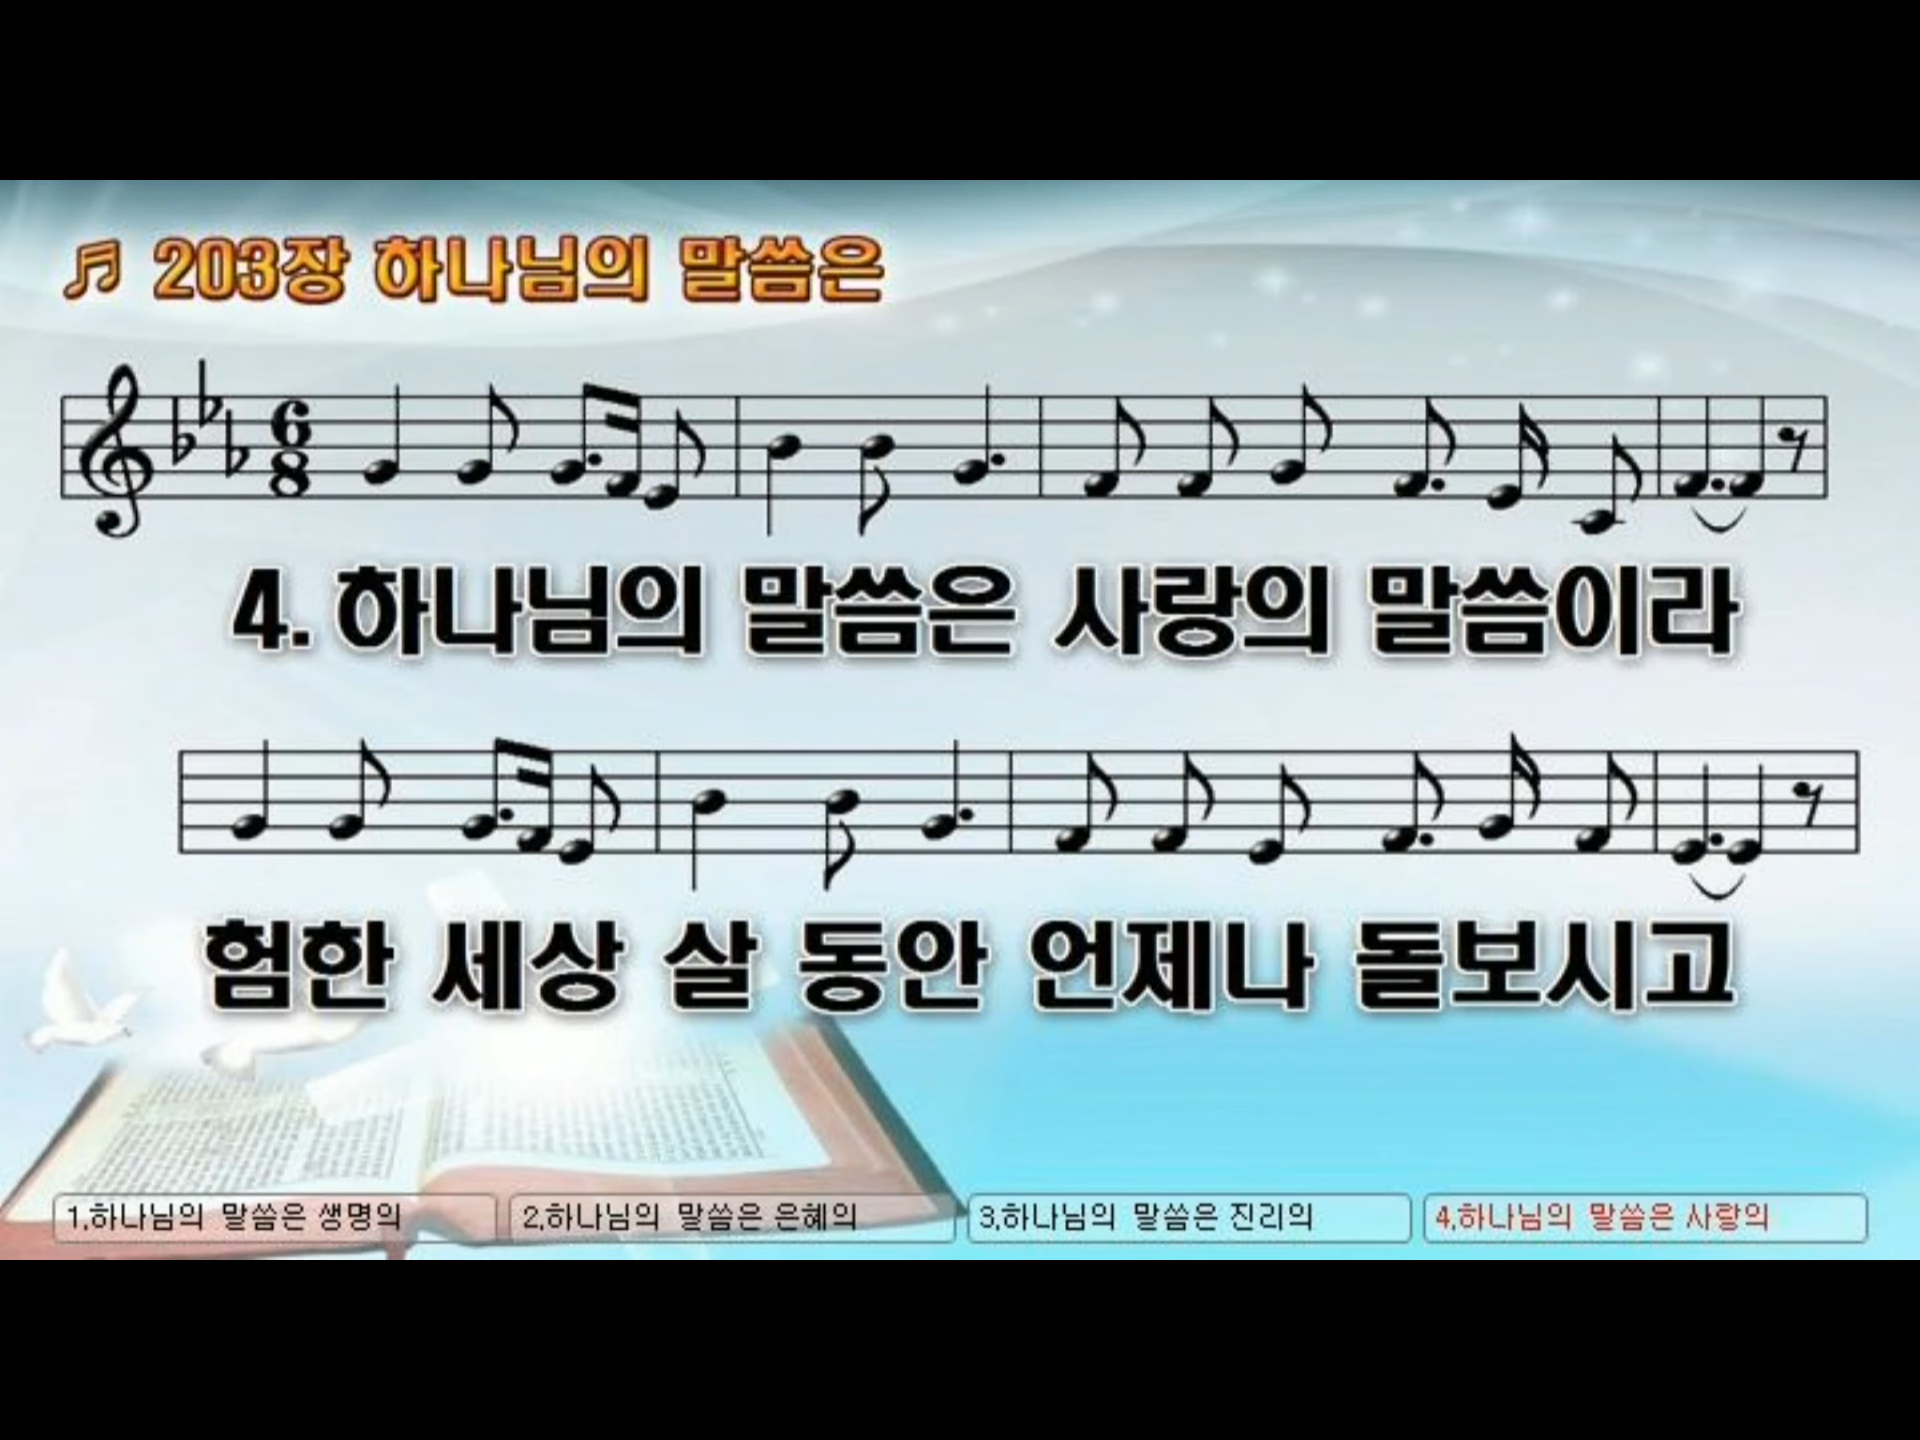 203장 하나님의 말씀은
4. 하나님의 말씀은 사랑의 말씀이라
험한 세상 살 동안 언제나 돌보시고
1.하나님의 말씀은 생명의
2.하나님의 말씀은 은혜의
3.하나님의 말씀은 진리의
4.하나님의 말씀은 사랑의